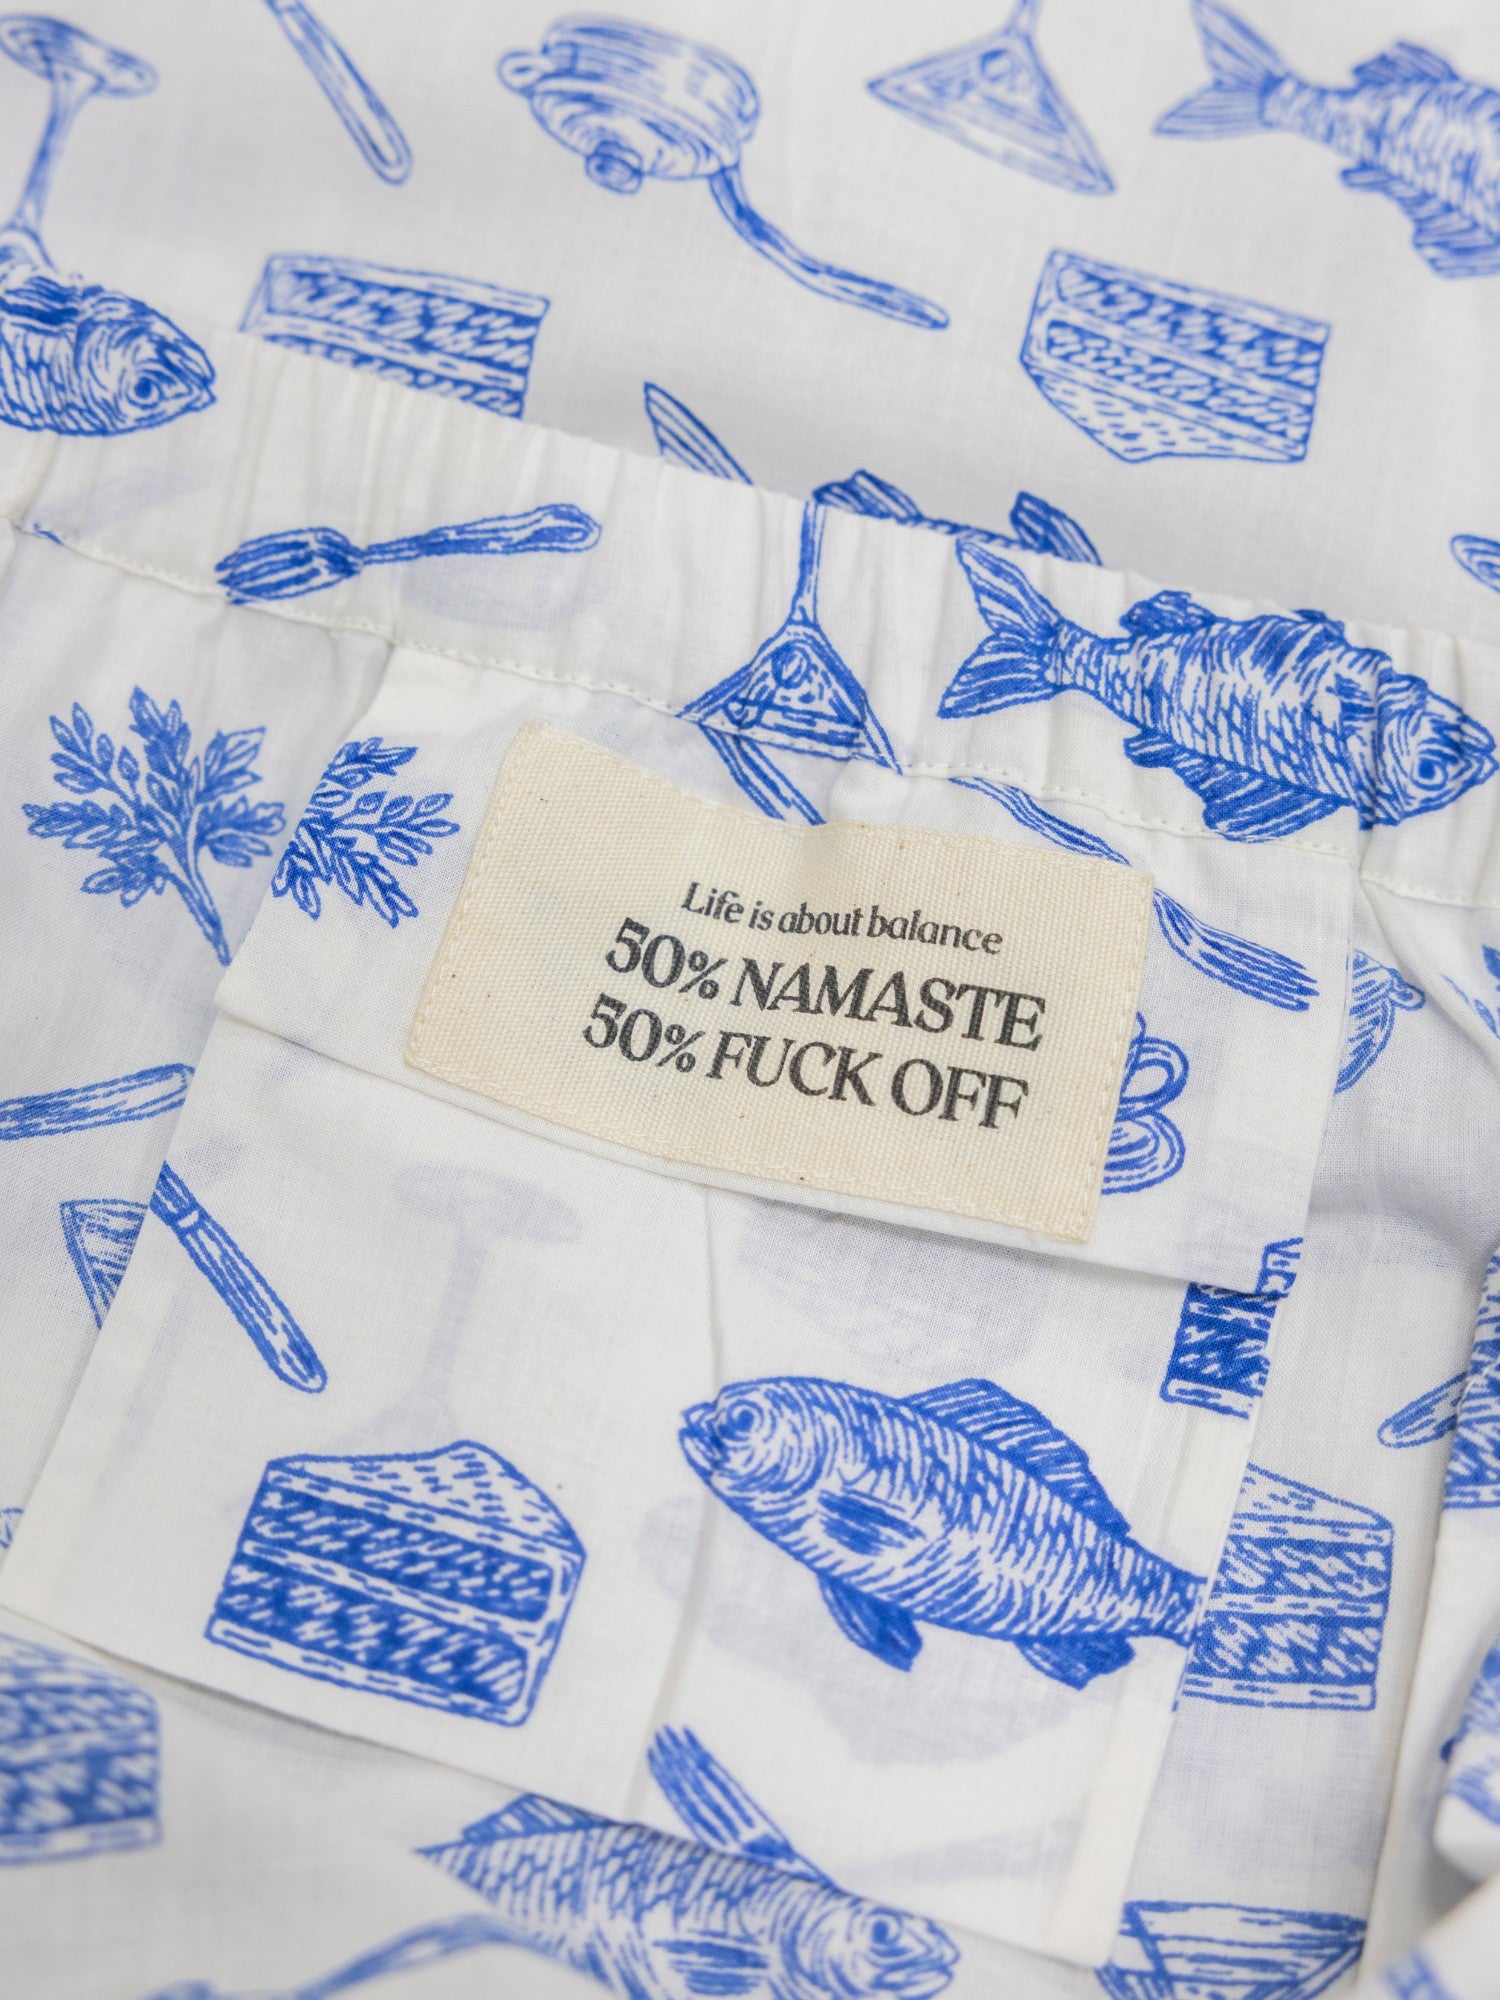 Life is about balance
50% NAMASTE
50% FUCK OFF